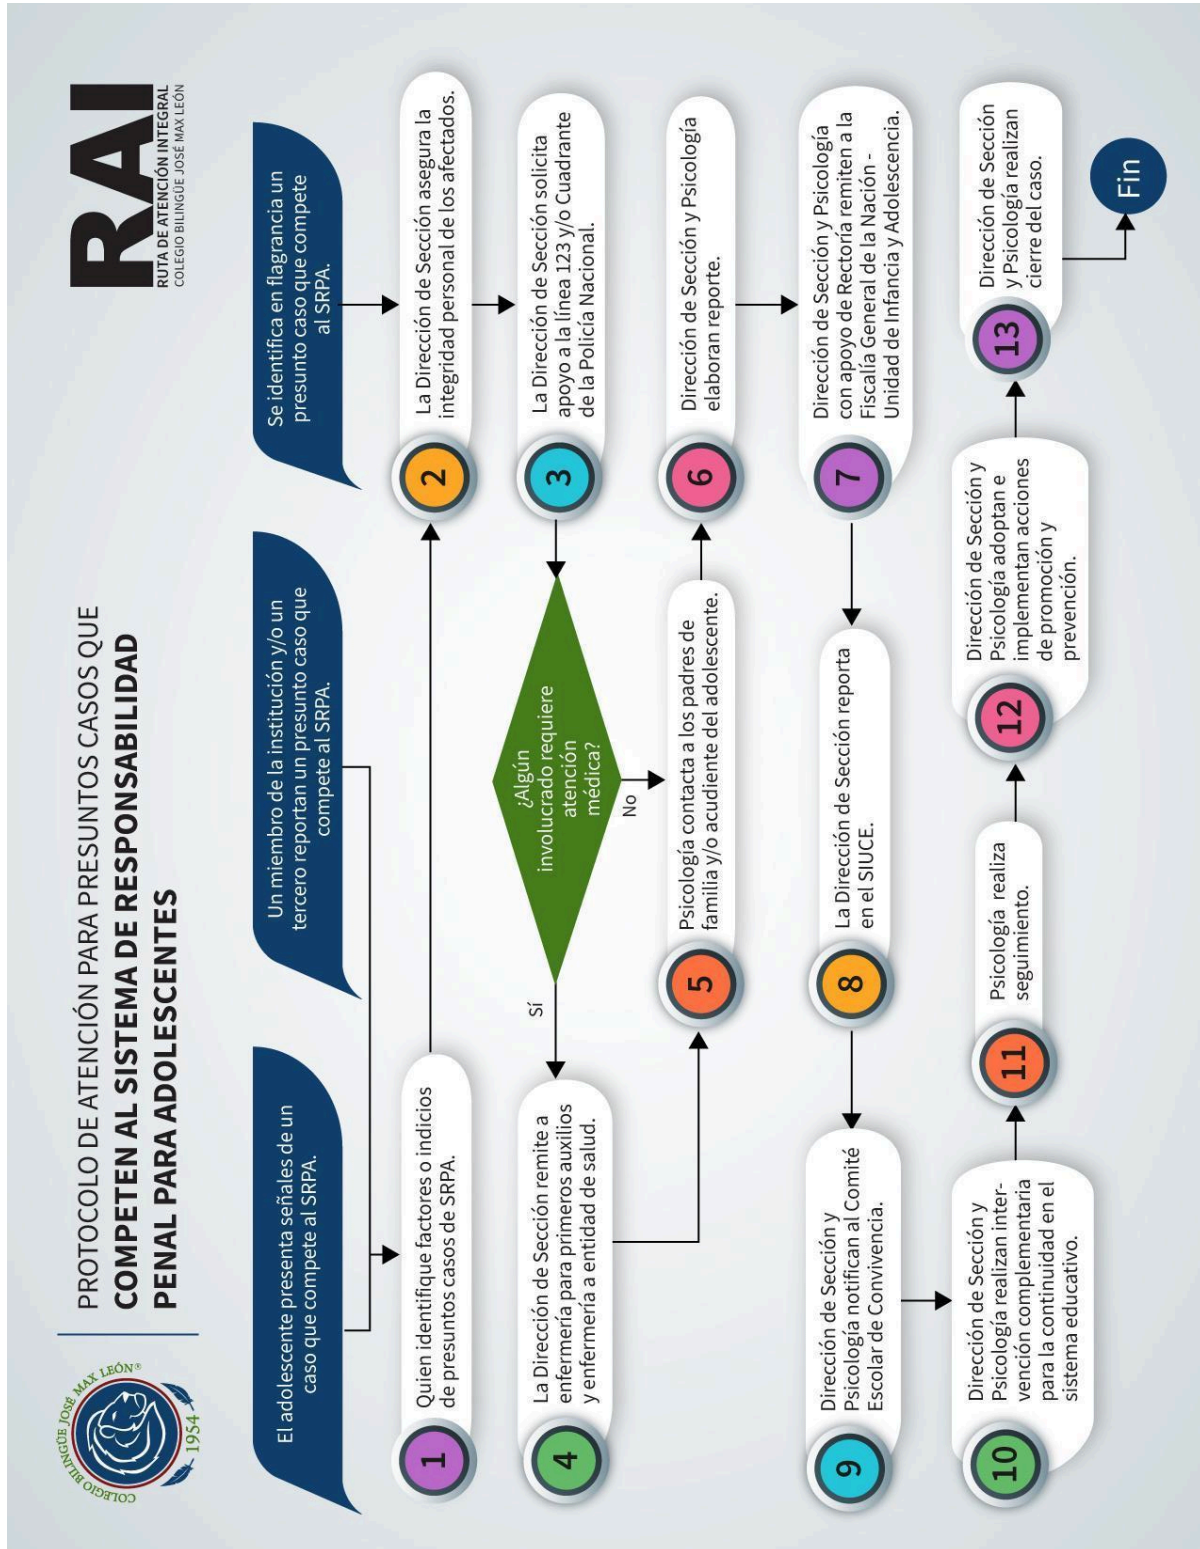 COLEGIO BILINGÜE JOSÉ MAX LEÓN®
1954
PROTOCOLO DE ATENCIÓN PARA PRESUNTOS CASOS QUE
COMPETEN AL SISTEMA DE RESPONSABILIDAD
PENAL PARA ADOLESCENTES
RAI
RUTA DE ATENCIÓN INTEGRAL
COLEGIO BILINGÜE JOSÉ MAX LEÓN
El adolescente presenta señales de un
caso que compete al SRPA.
Un miembro de la institución y/o un
tercero reportan un presunto caso que
compete al SRPA.
Se identifica en flagrancia un
presunto caso que compete
al SRPA.
1
Quien identifique factores o indicios
de presuntos casos de SRPA.
2
La Dirección de Sección asegura la
integridad personal de los afectados.
3
La Dirección de Sección solicita
apoyo a la línea 123 y/o Cuadrante
de la Policía Nacional.
¿Algún
involucrado requiere
atención
médica?
Sí
No
4
La Dirección de Sección remite a
enfermería para primeros auxilios
y enfermería a entidad de salud.
5
Psicología contacta a los padres de
familia y/o acudiente del adolescente.
6
Dirección de Sección y Psicología
elaboran reporte.
7
Dirección de Sección y Psicología
con apoyo de Rectoría remiten a la
Fiscalía General de la Nación -
Unidad de Infancia y Adolescencia.
8
La Dirección de Sección reporta
en el SIUCE.
9
Dirección de Sección y
Psicología notifican al Comité
Escolar de Convivencia.
10
Dirección de Sección y
Psicología realizan inter-
vención complementaria
para la continuidad en el
sistema educativo.
11
Psicología realiza
seguimiento.
12
Dirección de Sección y
Psicología adoptan e
implementan acciones
de promoción y
prevención.
13
Dirección de Sección
y Psicología realizan
cierre del caso.
Fin